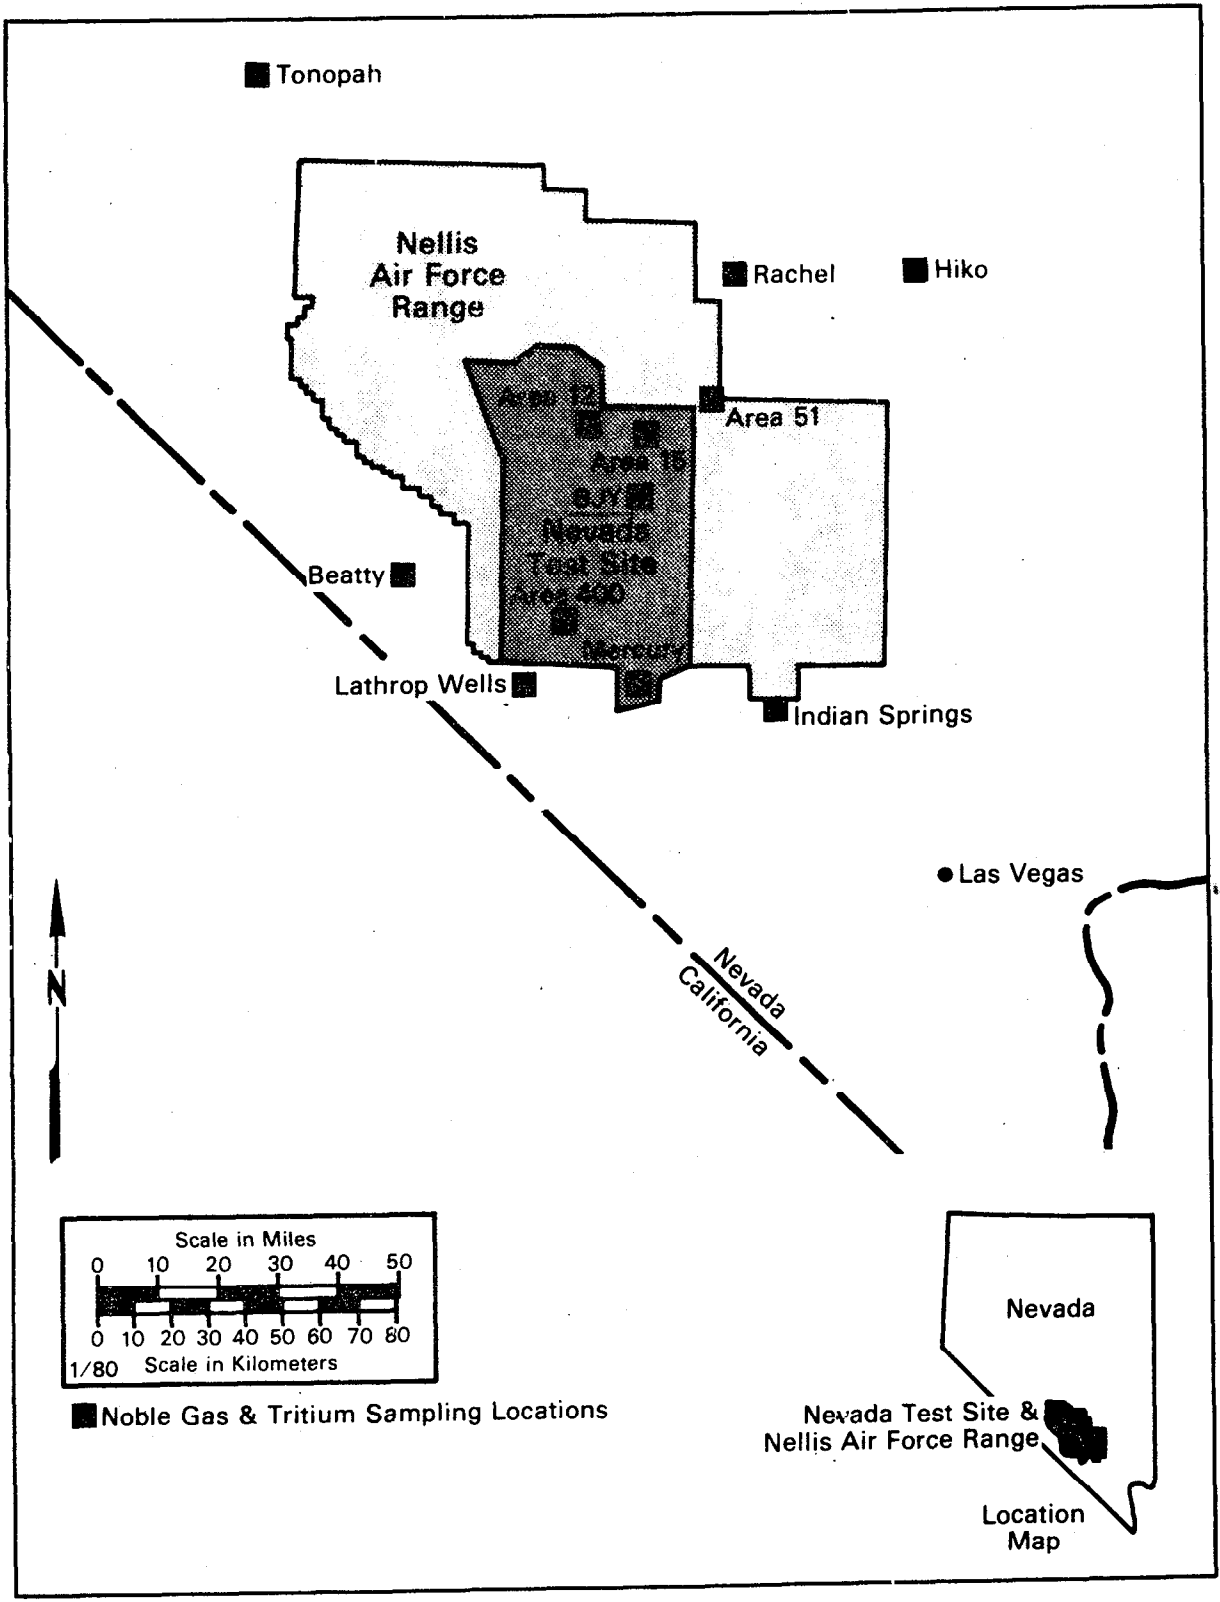 Tonopah
Nellis
Air Force
Range
Rachel
Hiko
Area 12
Area 51
Area 15
BJY
Nevada
Test Site
Beatty
Area 400
Mercury
Lathrop Wells
Indian Springs
Las Vegas
Nevada
California
N
Scale in Miles
0 10 20 30 40 50
0 10 20 30 40 50 60 70 80
1/80 Scale in Kilometers
Noble Gas & Tritium Sampling Locations
Nevada
Nevada Test Site &
Nellis Air Force Range
Location
Map